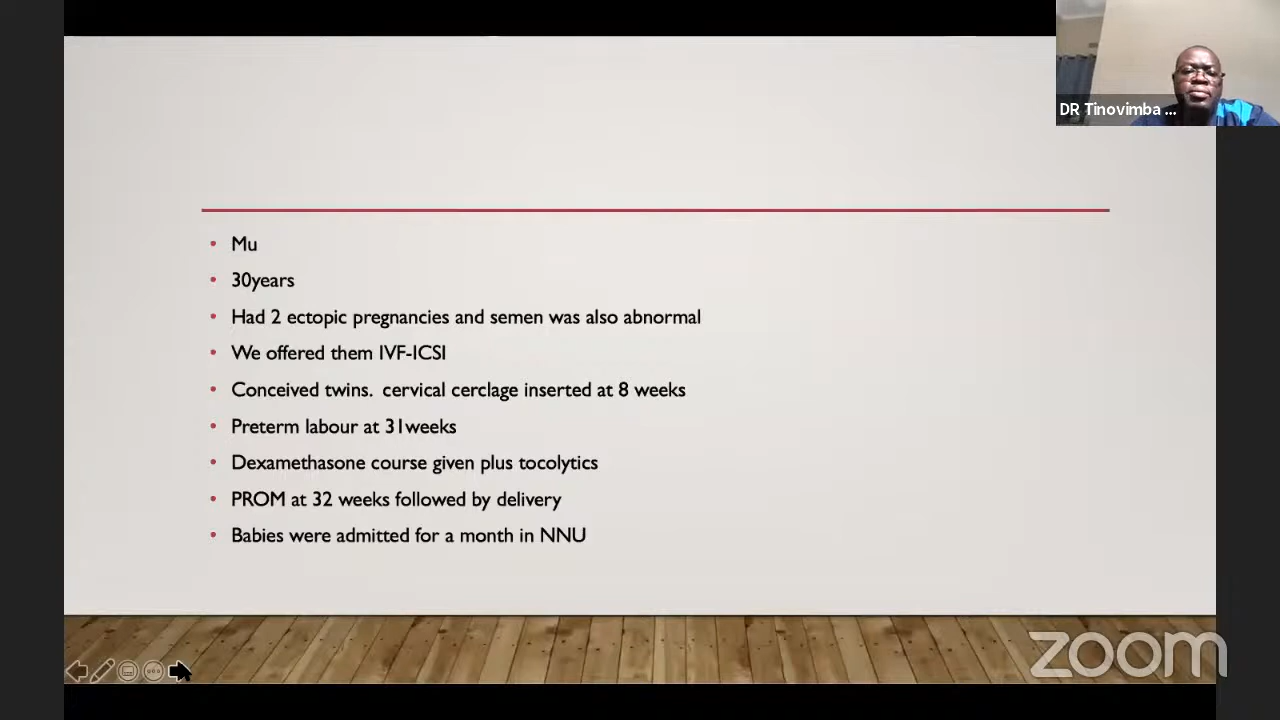 DR Tinovimba ...
Mu
30years
Had 2 ectopic pregnancies and semen was also abnormal
We offered them IVF-ICSI
Conceived twins.  cervical cerclage inserted at 8 weeks
Preterm labour at 31weeks
Dexamethasone course given plus tocolytics
PROM at 32 weeks followed by delivery
Babies were admitted for a month in NNU
zoom